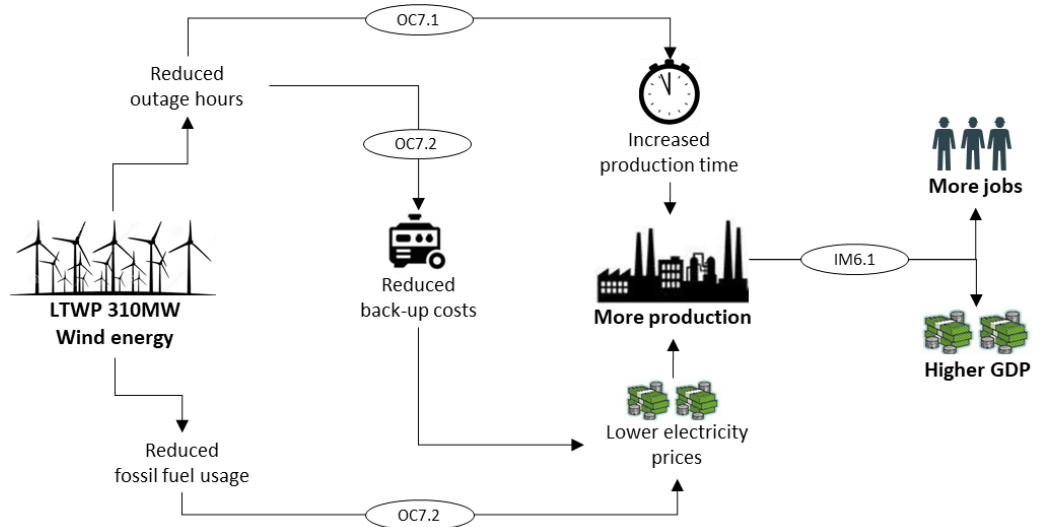 OC7.1
Reduced
outage hours
OC7.2
Increased
production time
More jobs
LTWP 310MW
Wind energy
Reduced
back-up costs
More production
IM6.1
Higher GDP
Reduced
fossil fuel usage
Lower electricity
prices
OC7.2